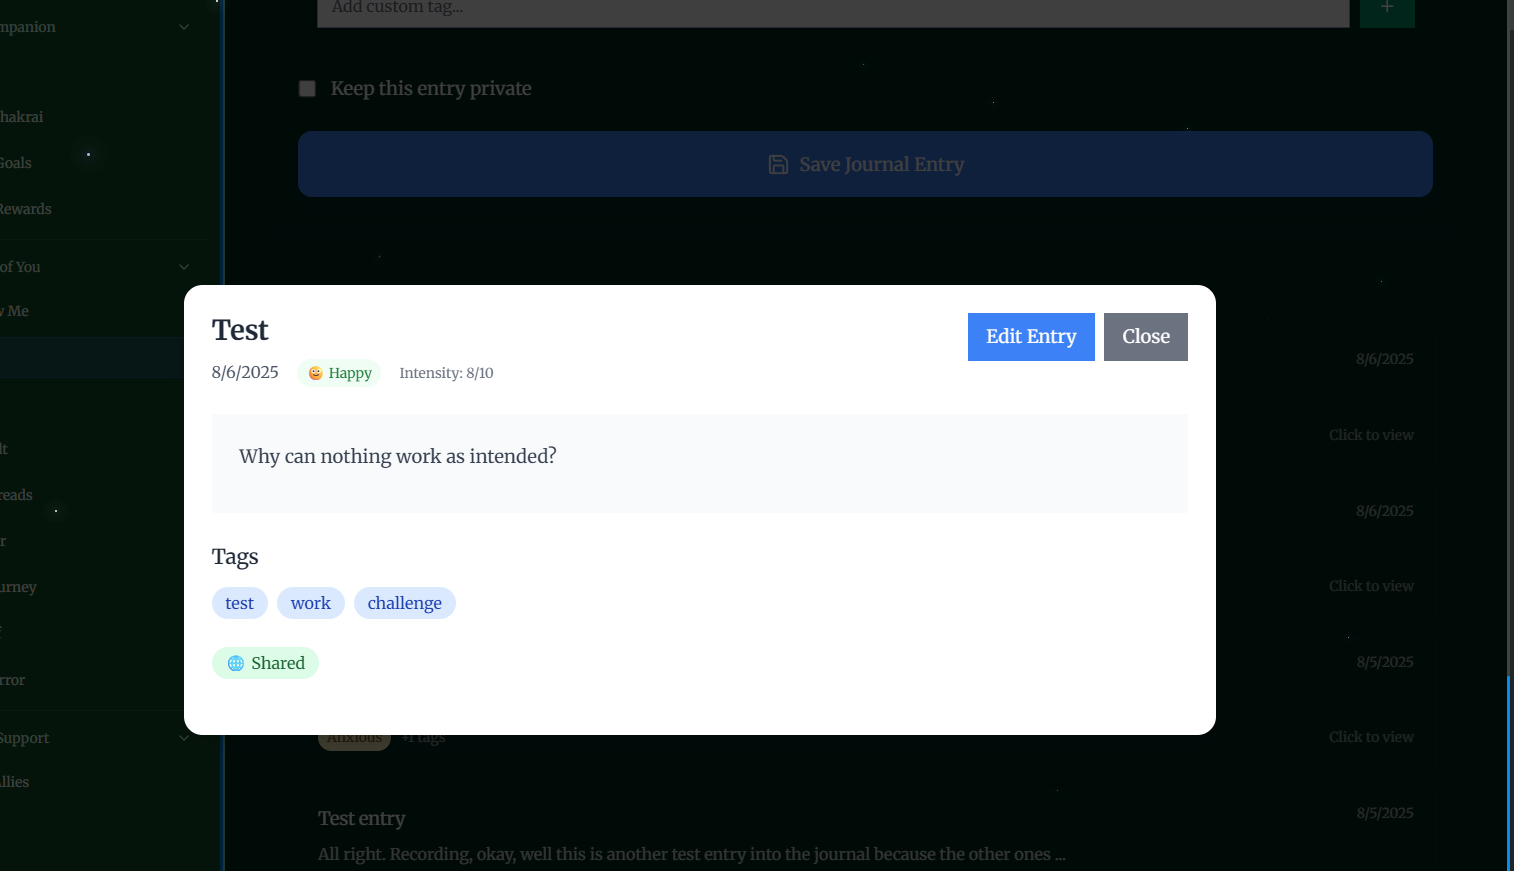 mpanion
hakrai
Goals
Rewards
of You
Me
lt
reads
r
urney
rror
Support
llies
Add custom tag...
+
Keep this entry private
Save Journal Entry
Test
Edit Entry
Close
8/6/2025 Happy Intensity: 8/10
Why can nothing work as intended?
Tags
test work challenge
Shared
8/6/2025
Click to view
8/6/2025
Click to view
8/5/2025
Anxious +1 tags
Click to view
Test entry
8/5/2025
All right. Recording, okay, well this is another test entry into the journal because the other ones ...